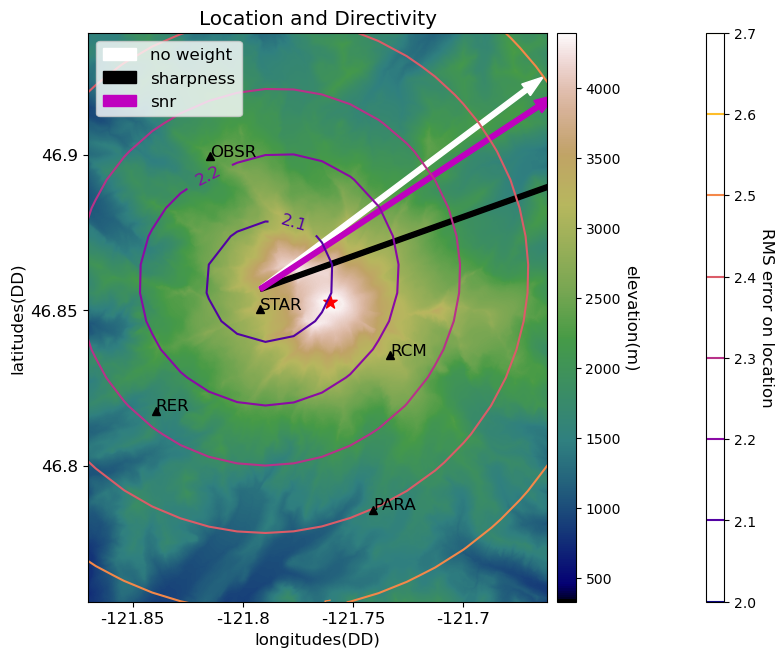 Location and Directivity
no weight
sharpness
snr
OBSR
2.2
2.1
STAR
RCM
RER
PARA
46.9
46.85
46.8
latitudes(DD)
-121.85
-121.8
-121.75
-121.7
longitudes(DD)
4000
3500
3000
2500
2000
1500
1000
500
elevation(m)
2.7
2.6
2.5
2.4
2.3
2.2
2.1
2.0
RMS error on location